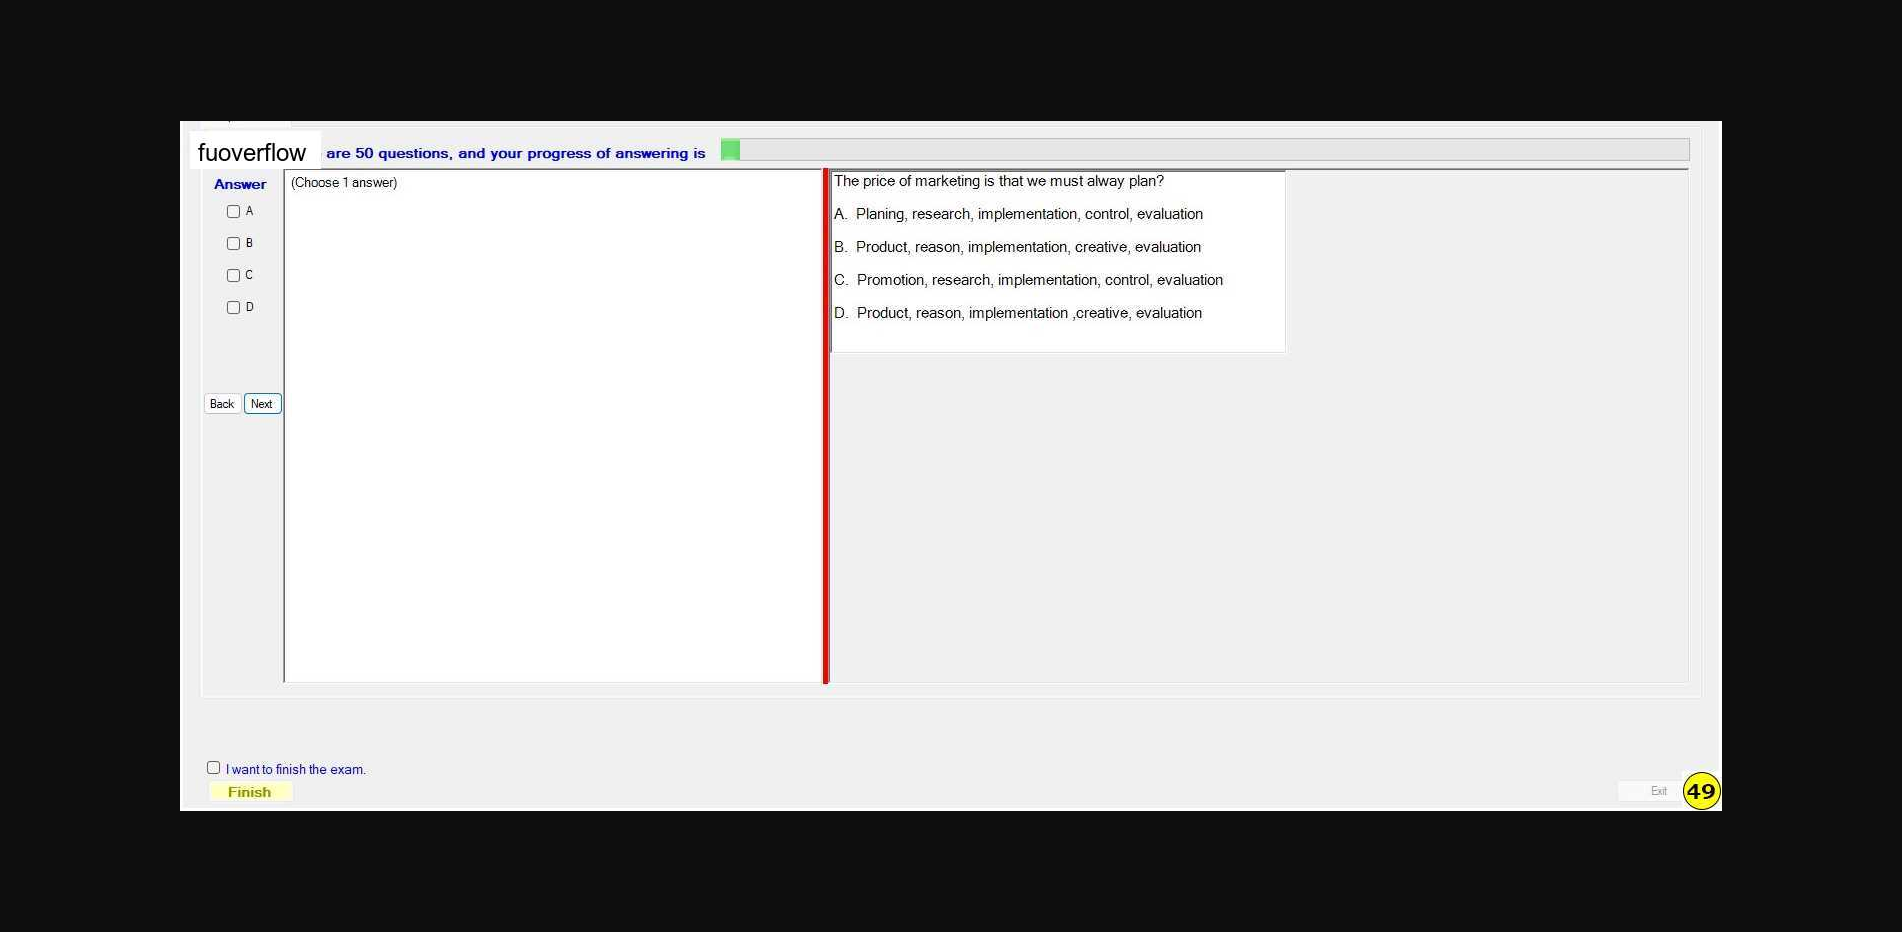 fuoverflow are 50 questions, and your progress of answering is
Answer
(Choose 1 answer)
A
B
C
D
Back Next
The price of marketing is that we must alway plan?
A. Planing, research, implementation, control, evaluation
B. Product, reason, implementation, creative, evaluation
C. Promotion, research, implementation, control, evaluation
D. Product, reason, implementation ,creative, evaluation
I want to finish the exam.
Finish
Exit
49